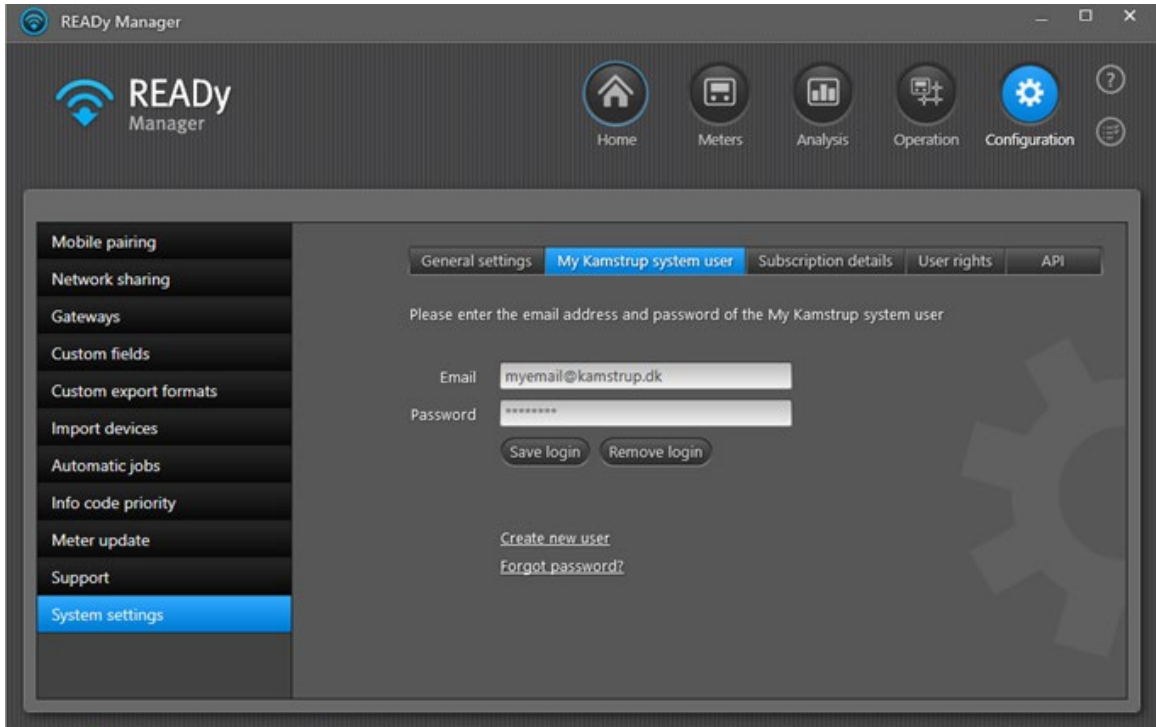 READy Manager
READy
Manager
Home
Meters
Analysis
Operation
Configuration
?
Mobile pairing
Network sharing
Gateways
Custom fields
Custom export formats
Import devices
Automatic jobs
Info code priority
Meter update
Support
System settings
General settings
My Kamstrup system user
Subscription details
User rights
API
Please enter the email address and password of the My Kamstrup system user
Email
myemail@kamstrup.dk
Password
********
Save login
Remove login
Create new user
Forgot password?